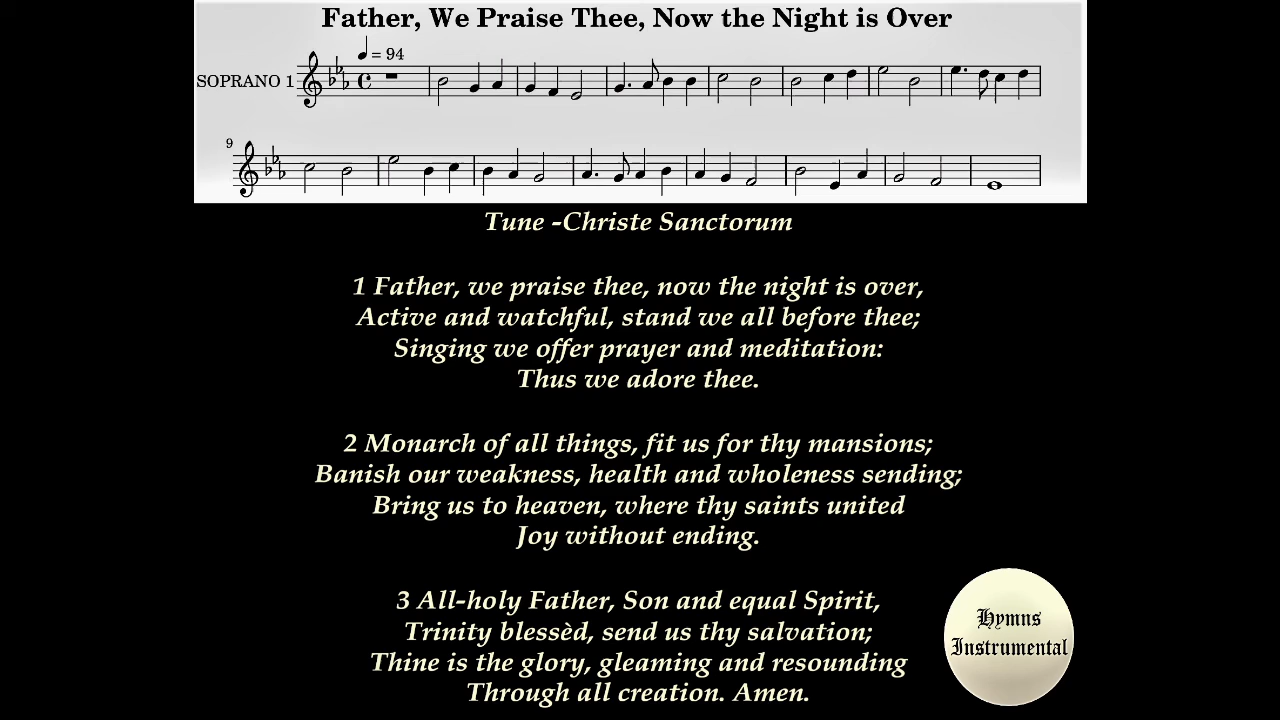 Father, We Praise Thee, Now the Night is Over
= 94
SOPRANO 1
9
Tune -Christe Sanctorum
1 Father, we praise thee, now the night is over,
Active and watchful, stand we all before thee;
Singing we offer prayer and meditation:
Thus we adore thee.
2 Monarch of all things, fit us for thy mansions;
Banish our weakness, health and wholeness sending;
Bring us to heaven, where thy saints united
Joy without ending.
3 All-holy Father, Son and equal Spirit,
Trinity blessèd, send us thy salvation;
Thine is the glory, gleaming and resounding
Through all creation. Amen.
Hymns
Instrumental